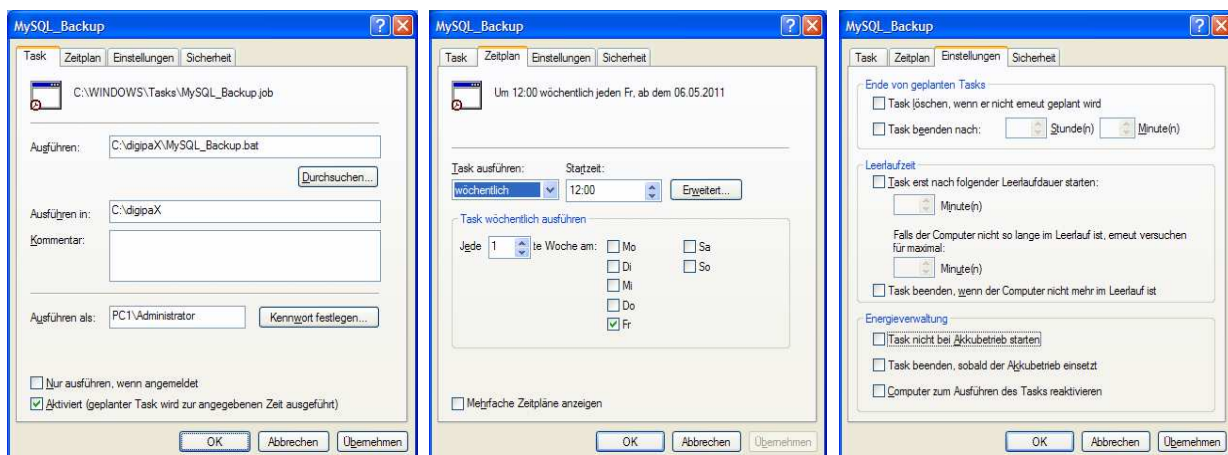 MySQL_Backup
Task Zeitplan Einstellungen Sicherheit
C:\WINDOWS\Tasks\MySQL_Backup.job
Ausführen: C:\digipaX\MySQL_Backup.bat
Durchsuchen...
Ausführen in: C:\digipaX
Kommentar:
Ausführen als: PC1\Administrator Kennwort festlegen...
Nur ausführen, wenn angemeldet
Aktiviert (geplanter Task wird zur angegebenen Zeit ausgeführt)
OK Abbrechen Übernehmen
MySQL_Backup
Task Zeitplan Einstellungen Sicherheit
Um 12:00 wöchentlich jeden Fr, ab dem 06.05.2011
Task ausführen: Startzeit:
wöchentlich 12:00 Erweitert...
Task wöchentlich ausführen
Jede 1 te Woche am: Mo Sa
Di So
Mi
Do
Fr
Mehrfache Zeitpläne anzeigen
OK Abbrechen Übernehmen
MySQL_Backup
Task Zeitplan Einstellungen Sicherheit
Ende von geplanten Tasks
Task löschen, wenn er nicht erneut geplant wird
Task beenden nach: Stunde(n) Minute(n)
Leerlaufzeit
Task erst nach folgender Leerlaufdauer starten:
Minute(n)
Falls der Computer nicht so lange im Leerlauf ist, erneut versuchen
für maximal:
Minute(n)
Task beenden, wenn der Computer nicht mehr im Leerlauf ist
Energieverwaltung
Task nicht bei Akkubetrieb starten
Task beenden, sobald der Akkubetrieb einsetzt
Computer zum Ausführen des Tasks reaktivieren
OK Abbrechen Übernehmen